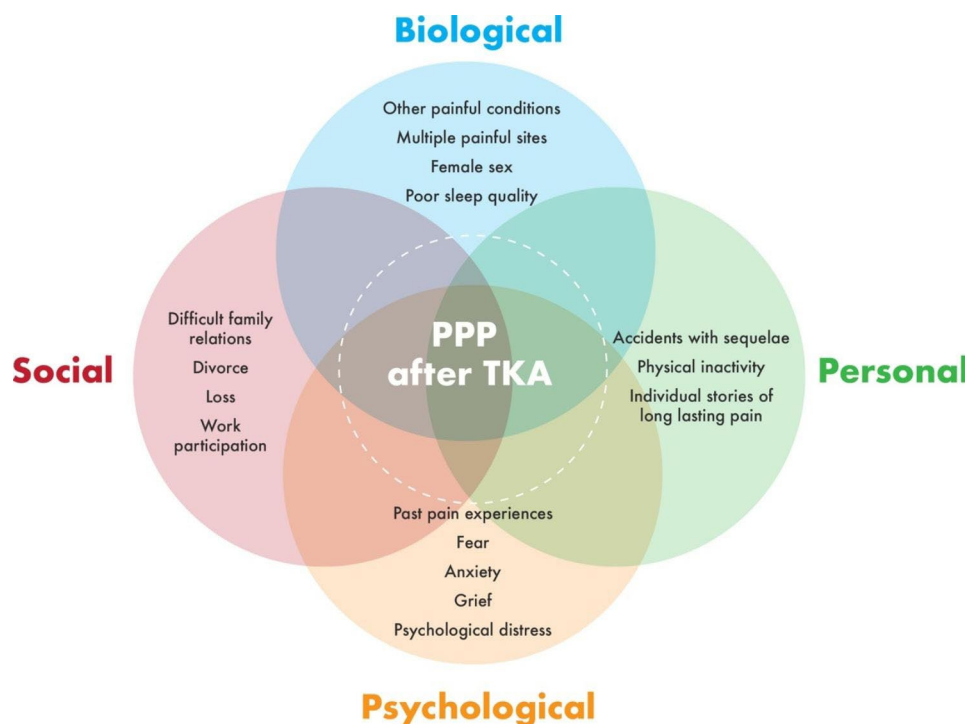 Biological
Other painful conditions
Multiple painful sites
Female sex
Poor sleep quality
Social
Difficult family
relations
Divorce
Loss
Work
participation
PPP
after TKA
Accidents with sequelae
Physical inactivity
Individual stories of
long lasting pain
Personal
Past pain experiences
Fear
Anxiety
Grief
Psychological distress
Psychological